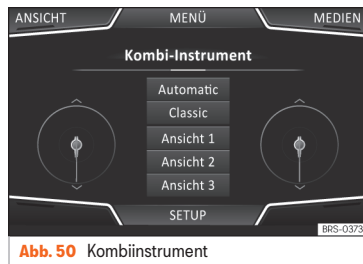 ANSICHT MENÜ MEDIEN
Kombi-Instrument
Automatic
Classic
Ansicht 1
Ansicht 2
Ansicht 3
SETUP
BRS-0373
Abb. 50 Kombiinstrument